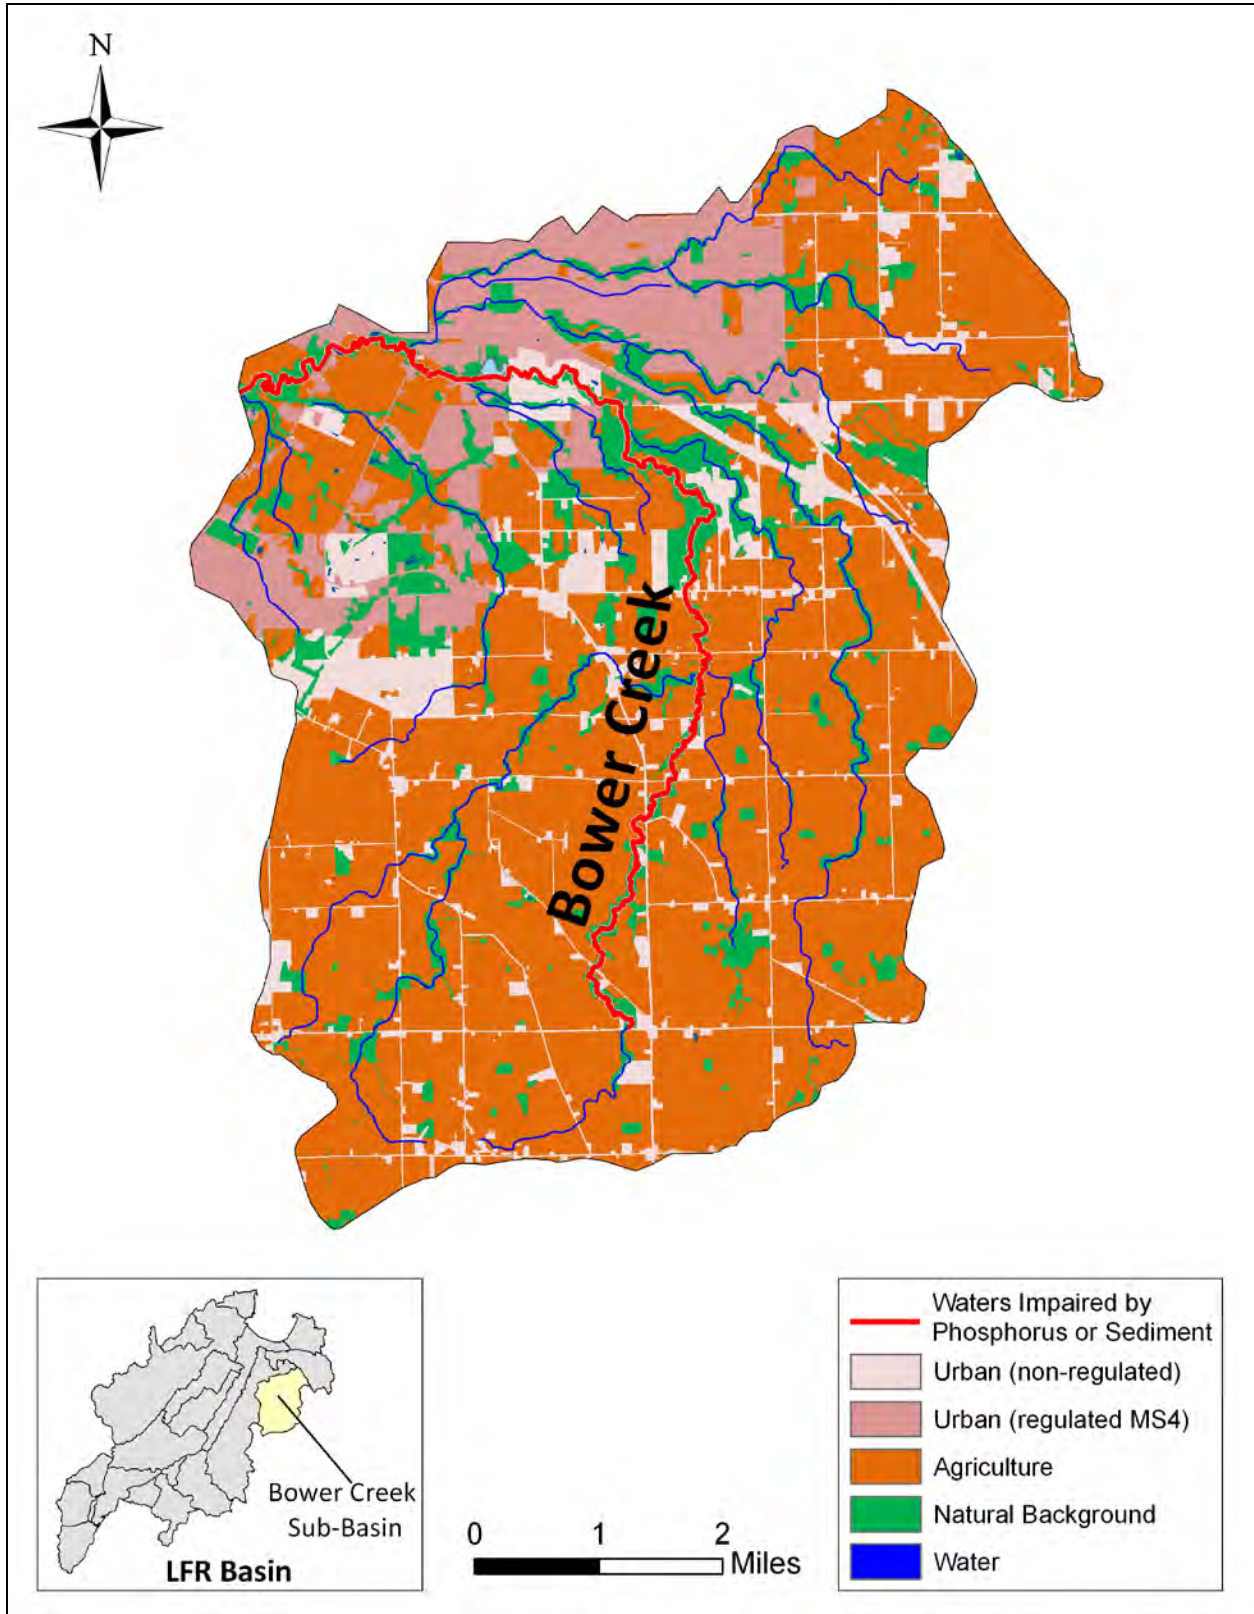 N
Bower Creek
Bower Creek
Sub-Basin
LFR Basin
0 1 2
Miles
Waters Impaired by
Phosphorus or Sediment
Urban (non-regulated)
Urban (regulated MS4)
Agriculture
Natural Background
Water